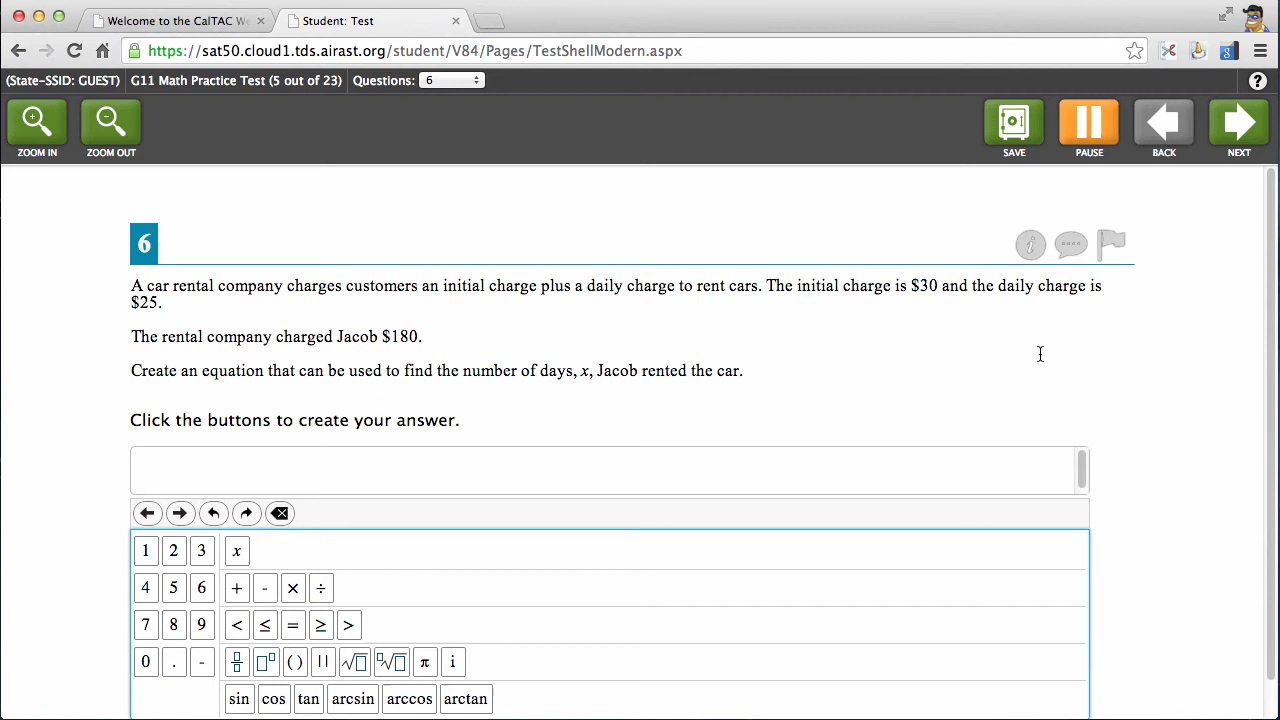 Welcome to the CalTAC We
Student: Test
https://sat50.cloud1.tds.airast.org/student/V84/Pages/TestShellModern.aspx
(State-SSID: GUEST) G11 Math Practice Test (5 out of 23) Questions: 6
ZOOM IN ZOOM OUT SAVE PAUSE BACK NEXT
6
A car rental company charges customers an initial charge plus a daily charge to rent cars. The initial charge is $30 and the daily charge is
$25.
The rental company charged Jacob $180.
Create an equation that can be used to find the number of days, x, Jacob rented the car.
Click the buttons to create your answer.
1 2 3 x
4 5 6 + - × ÷
7 8 9 < ≤ = ≥ >
0 . - ( ) | | π i
sin cos tan arcsin arccos arctan